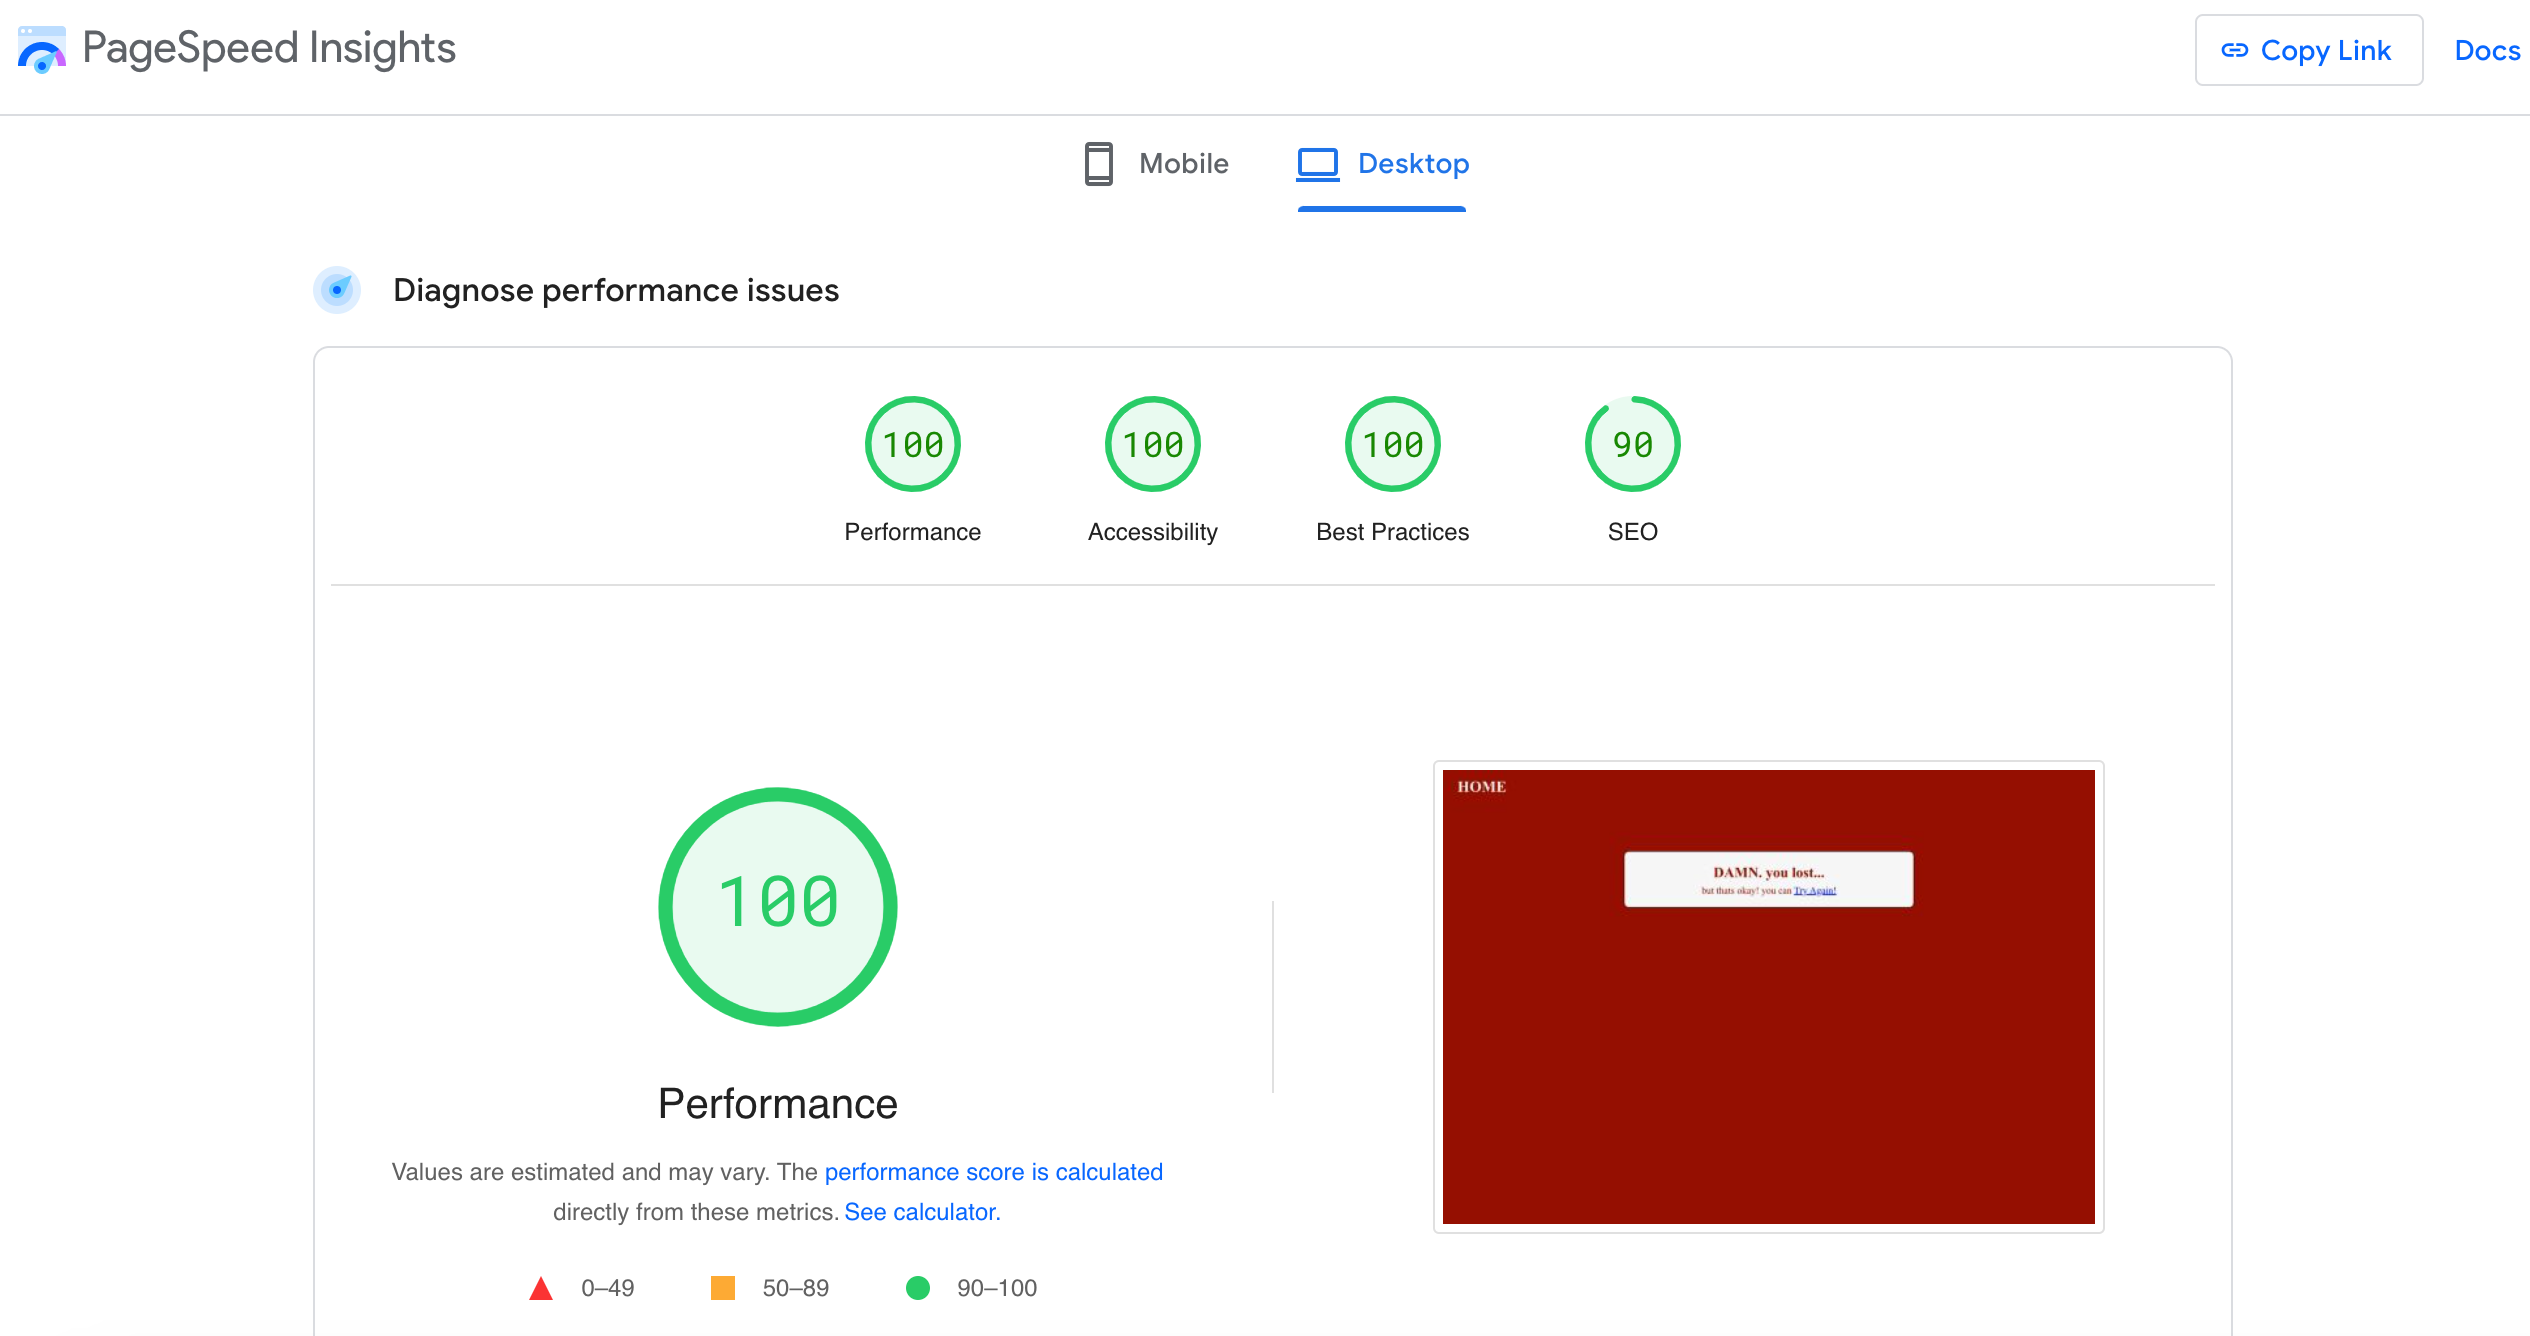 PageSpeed Insights
Copy Link
Docs
Mobile
Desktop
Diagnose performance issues
100
100
100
90
Performance
Accessibility
Best Practices
SEO
100
Performance
Values are estimated and may vary. The performance score is calculated
directly from these metrics. See calculator.
0–49
50–89
90–100
HOME
DAMN. you lost...
but thats okay! you can Try Again!